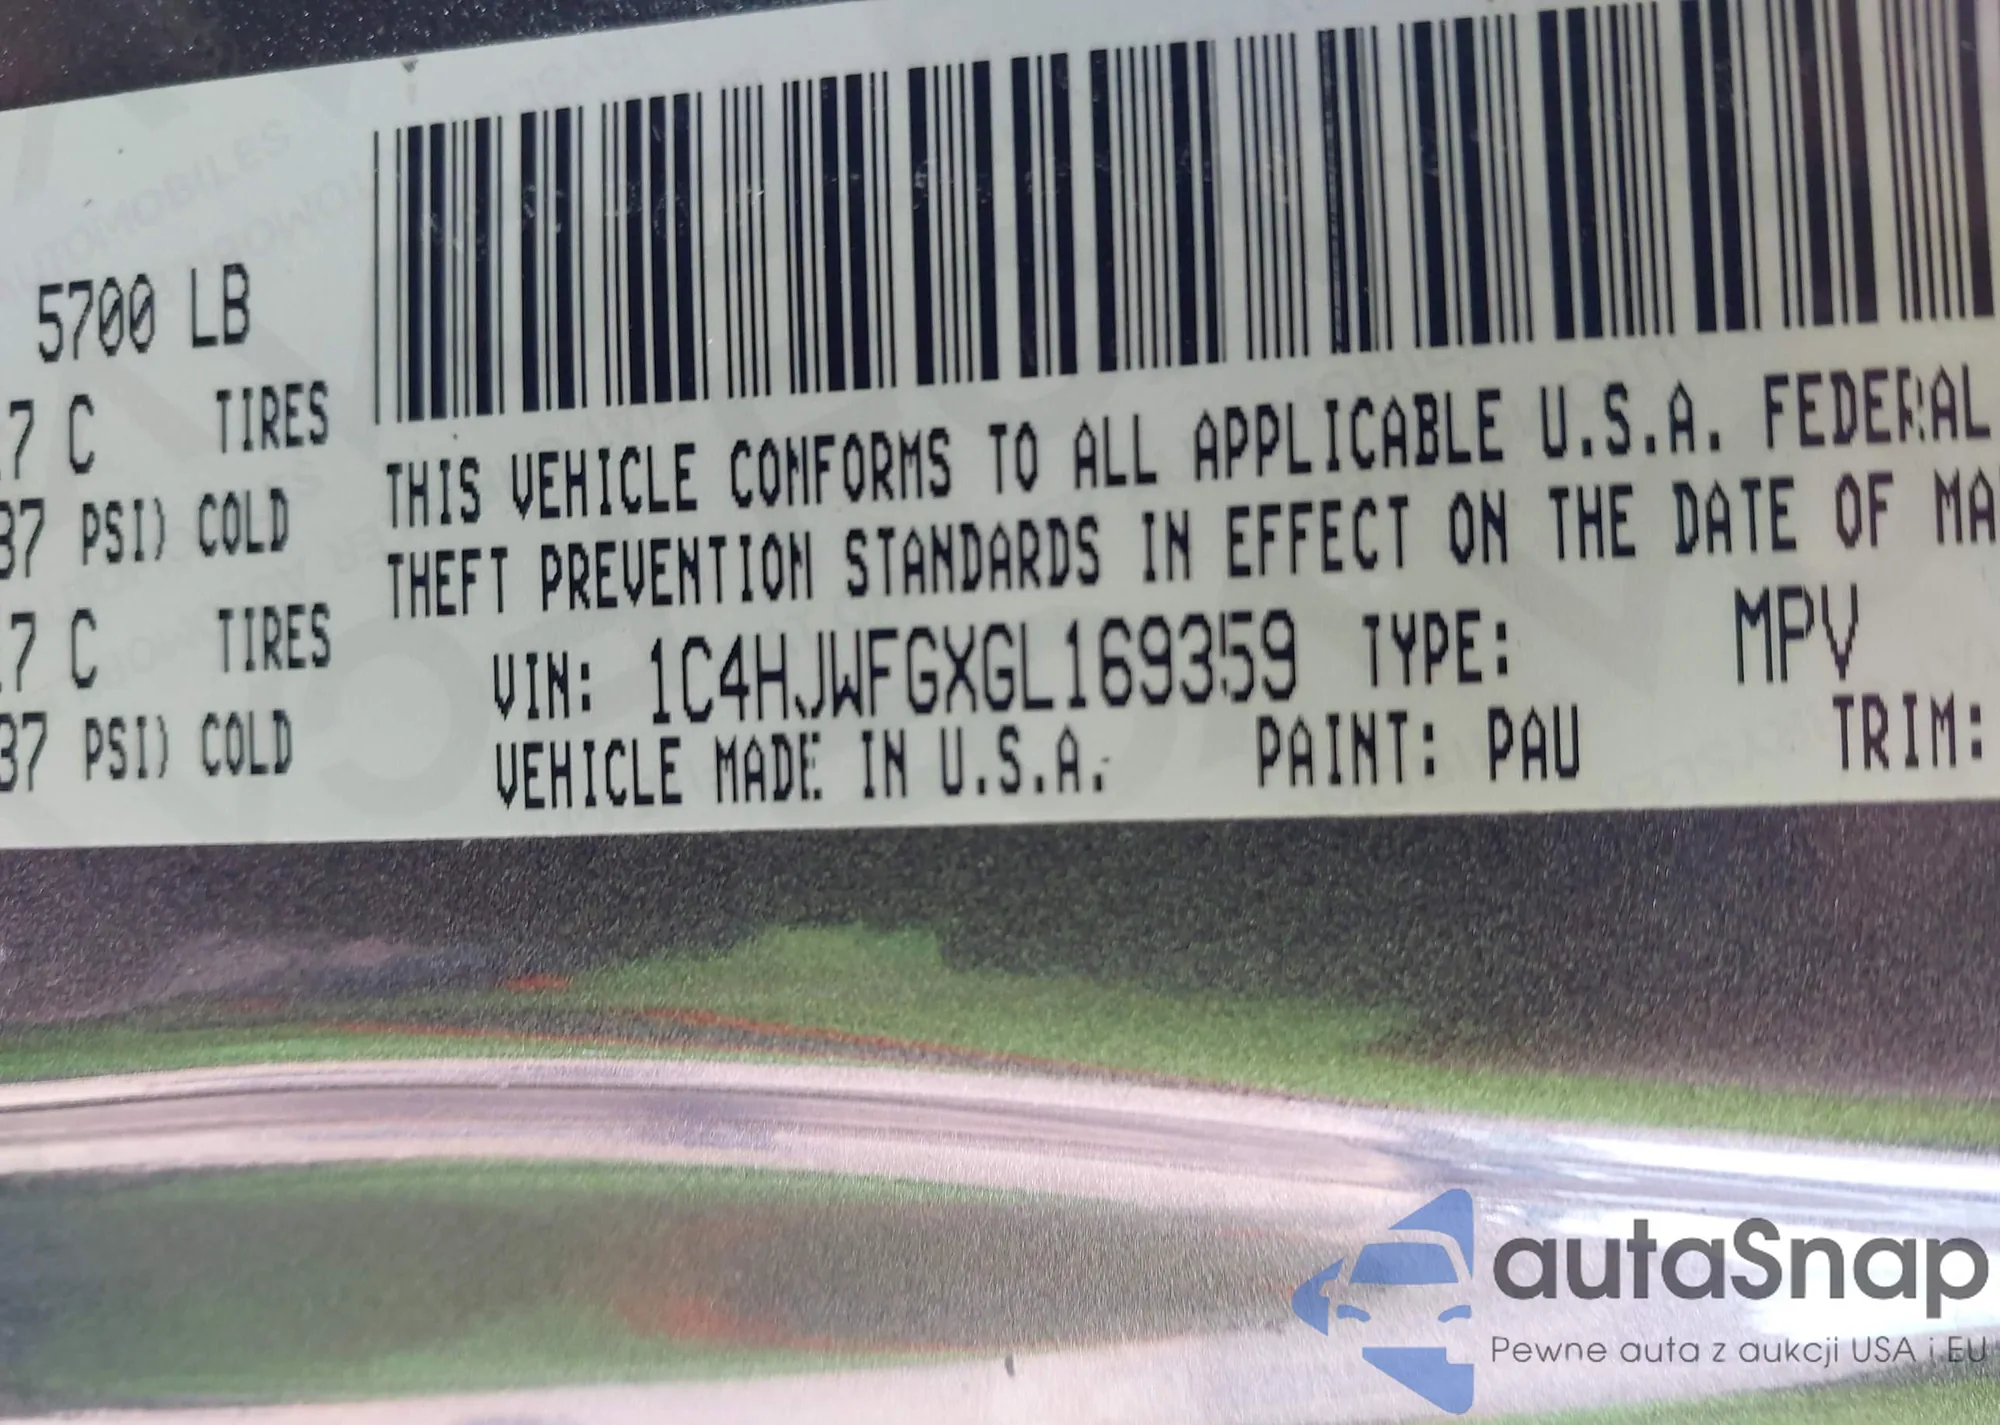 5700 LB
7 C TIRES
37 PSI) COLD
7 C TIRES
37 PSI) COLD
THIS VEHICLE CONFORMS TO ALL APPLICABLE U.S.A. FEDERAL
THEFT PREVENTION STANDARDS IN EFFECT ON THE DATE OF MA
VIN: 1C4HJWFGXGL169359 TYPE: MPV
VEHICLE MADE IN U.S.A. PAINT: PAU TRIM:
autaSnap
Pewne auta z aukcji USA i EU